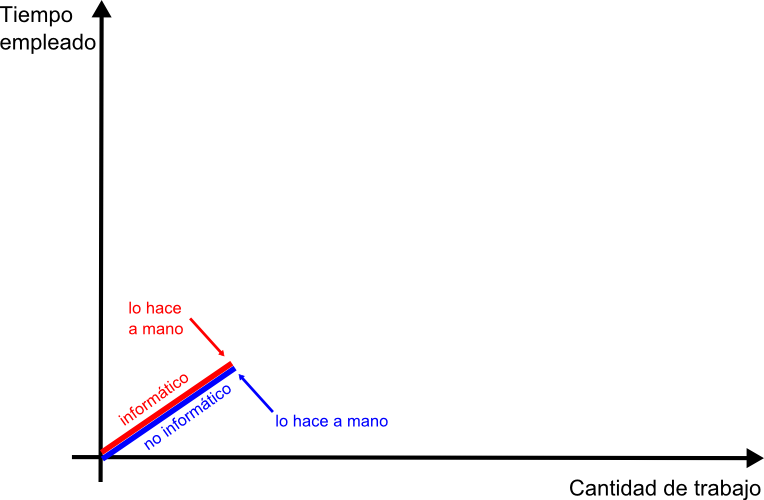 Tiempo
empleado
lo hace
a mano
informático
no informático
lo hace a mano
Cantidad de trabajo